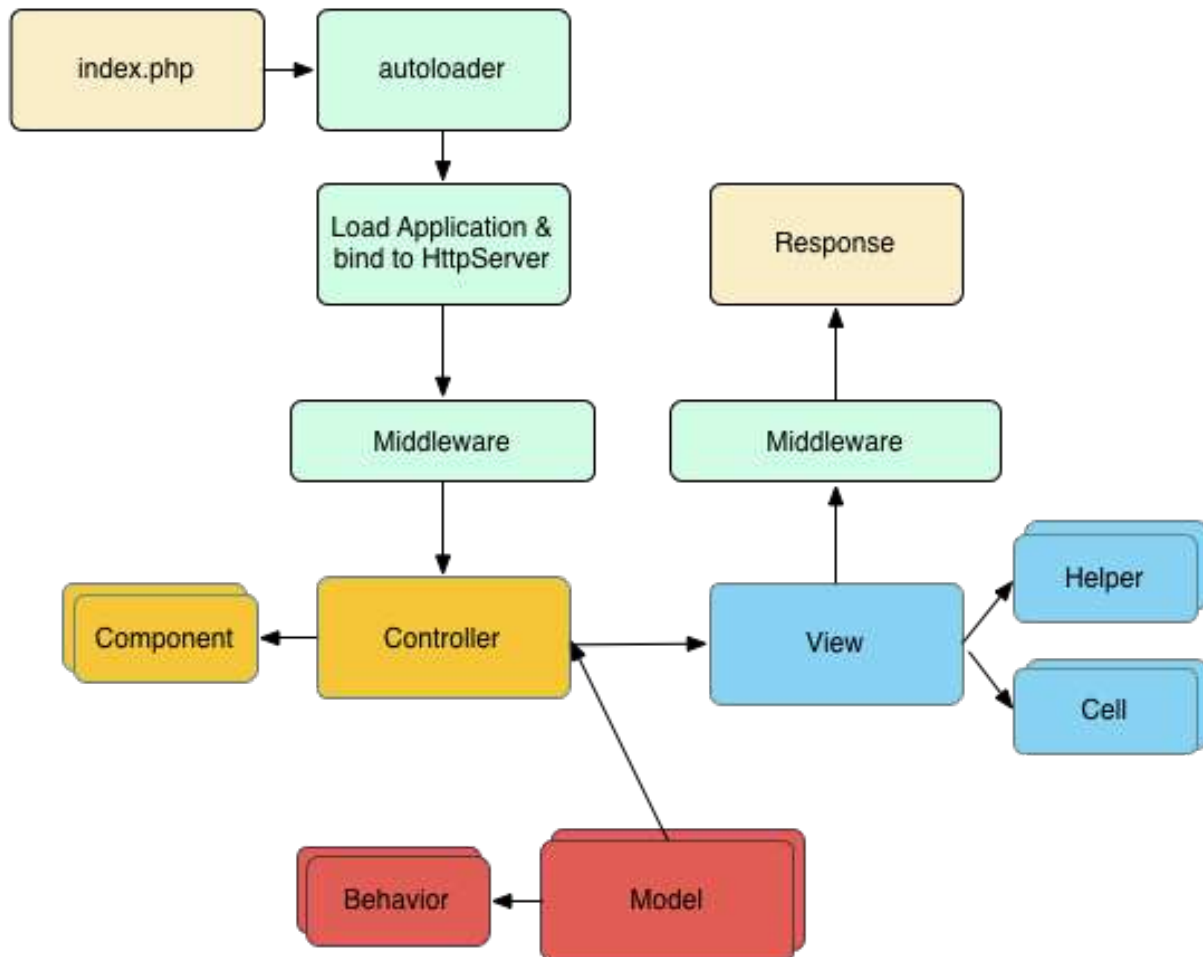 index.php
autoloader
Load Application &
bind to HttpServer
Response
Middleware
Middleware
Component
Controller
View
Helper
Cell
Behavior
Model